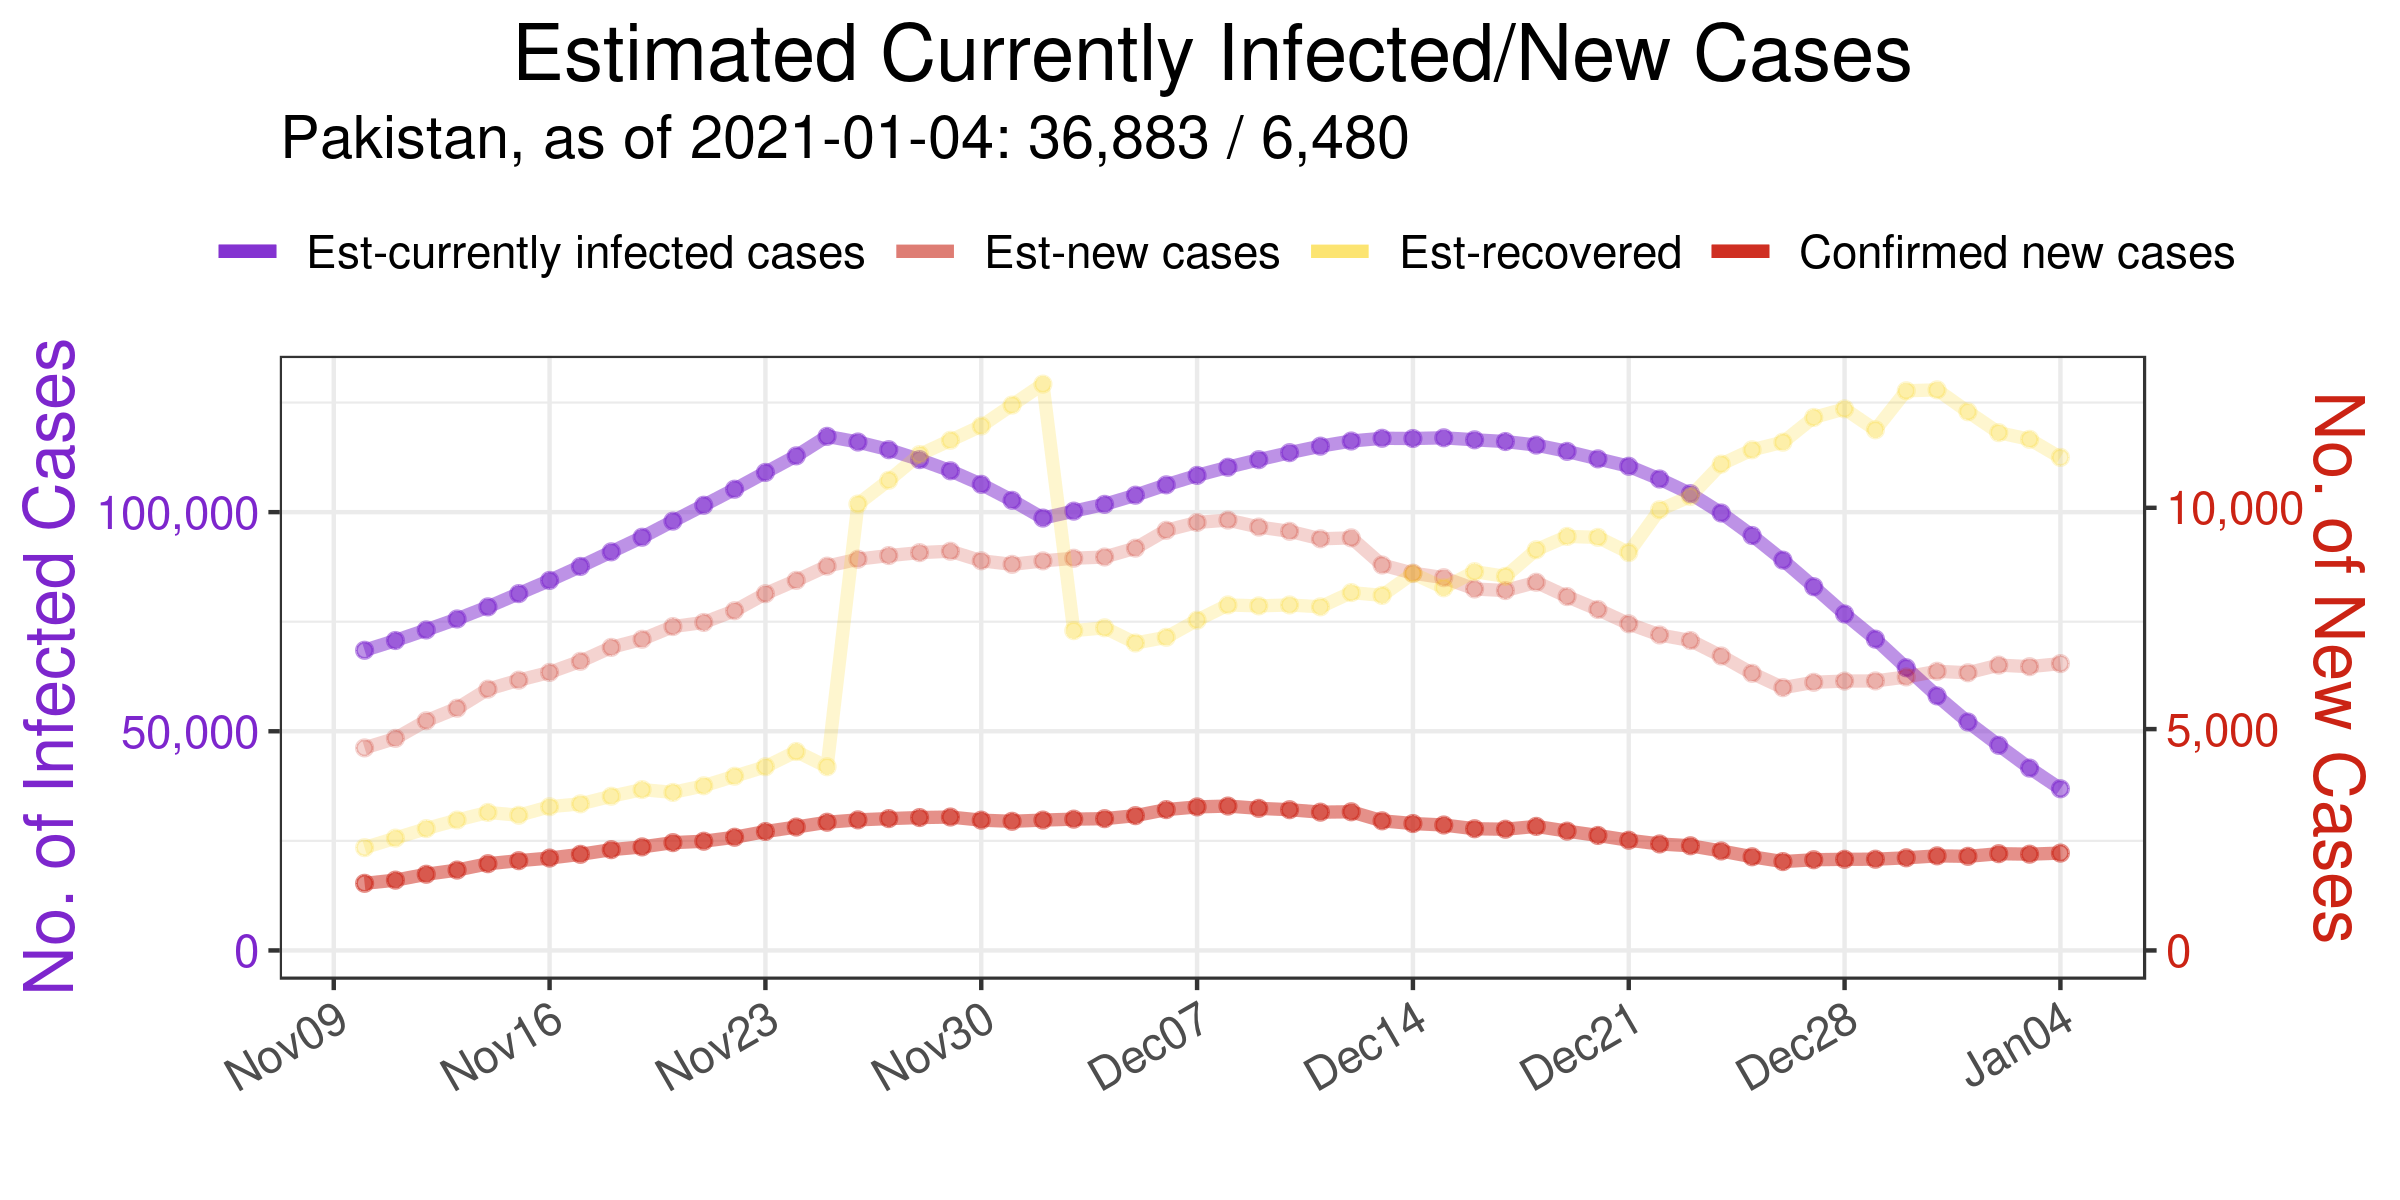 Estimated Currently Infected/New Cases
Pakistan, as of 2021-01-04: 36,883 / 6,480
Est-currently infected cases
Est-new cases
Est-recovered
Confirmed new cases
No. of Infected Cases
100,000
50,000
0
10,000
5,000
0
No. of New Cases
Nov09
Nov16
Nov23
Nov30
Dec07
Dec14
Dec21
Dec28
Jan04